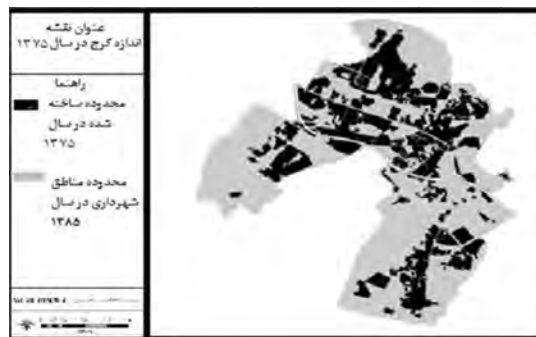 عنوان نقشه
اندازه کرج در سال ۱۳۷۵
راهنما
محدوده ساخته
شده در سال
۱۳۷۵
محدوده مناطق
شهرداری در سال
۱۳۸۵